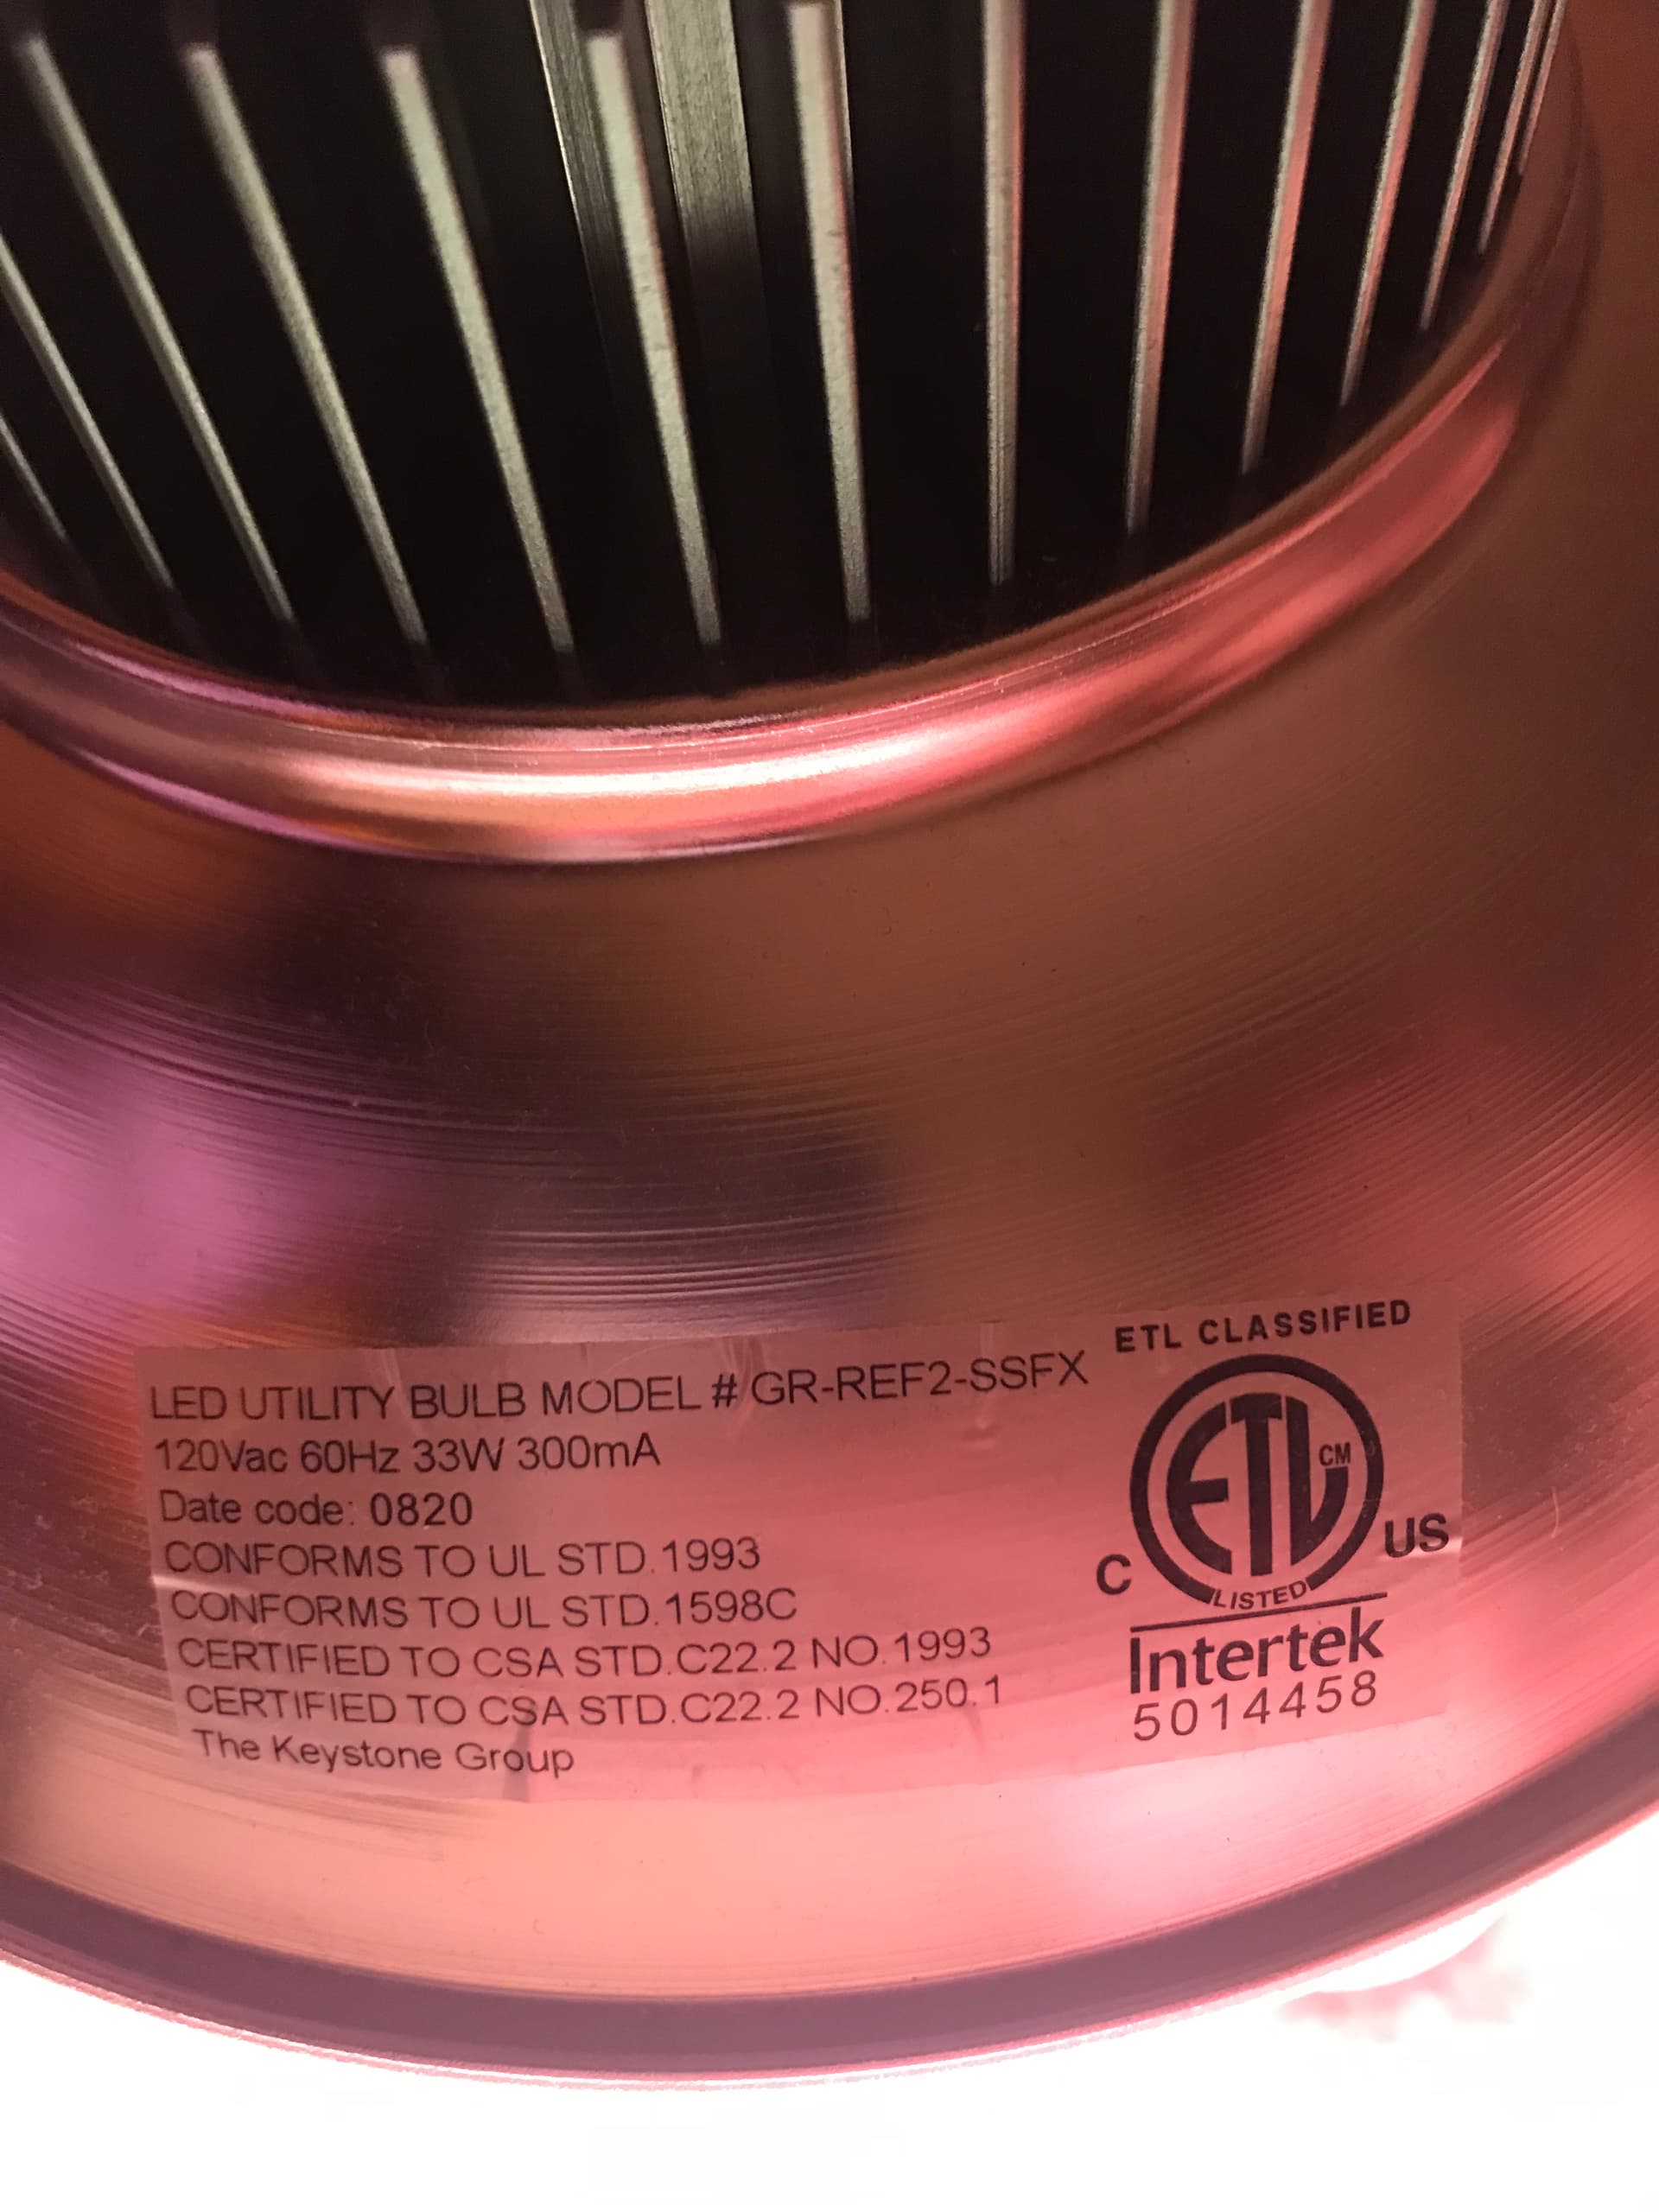 LED UTILITY BULB MODEL # GR-REF2-SSFX
120Vac 60Hz 33W 300mA
Date code: 0820
CONFORMS TO UL STD.1993
CONFORMS TO UL STD.1598C
CERTIFIED TO CSA STD.C22.2 NO.1993
CERTIFIED TO CSA STD.C22.2 NO.250.1
The Keystone Group
ETL CLASSIFIED
ETL CM
C US
LISTED
Intertek
5014458